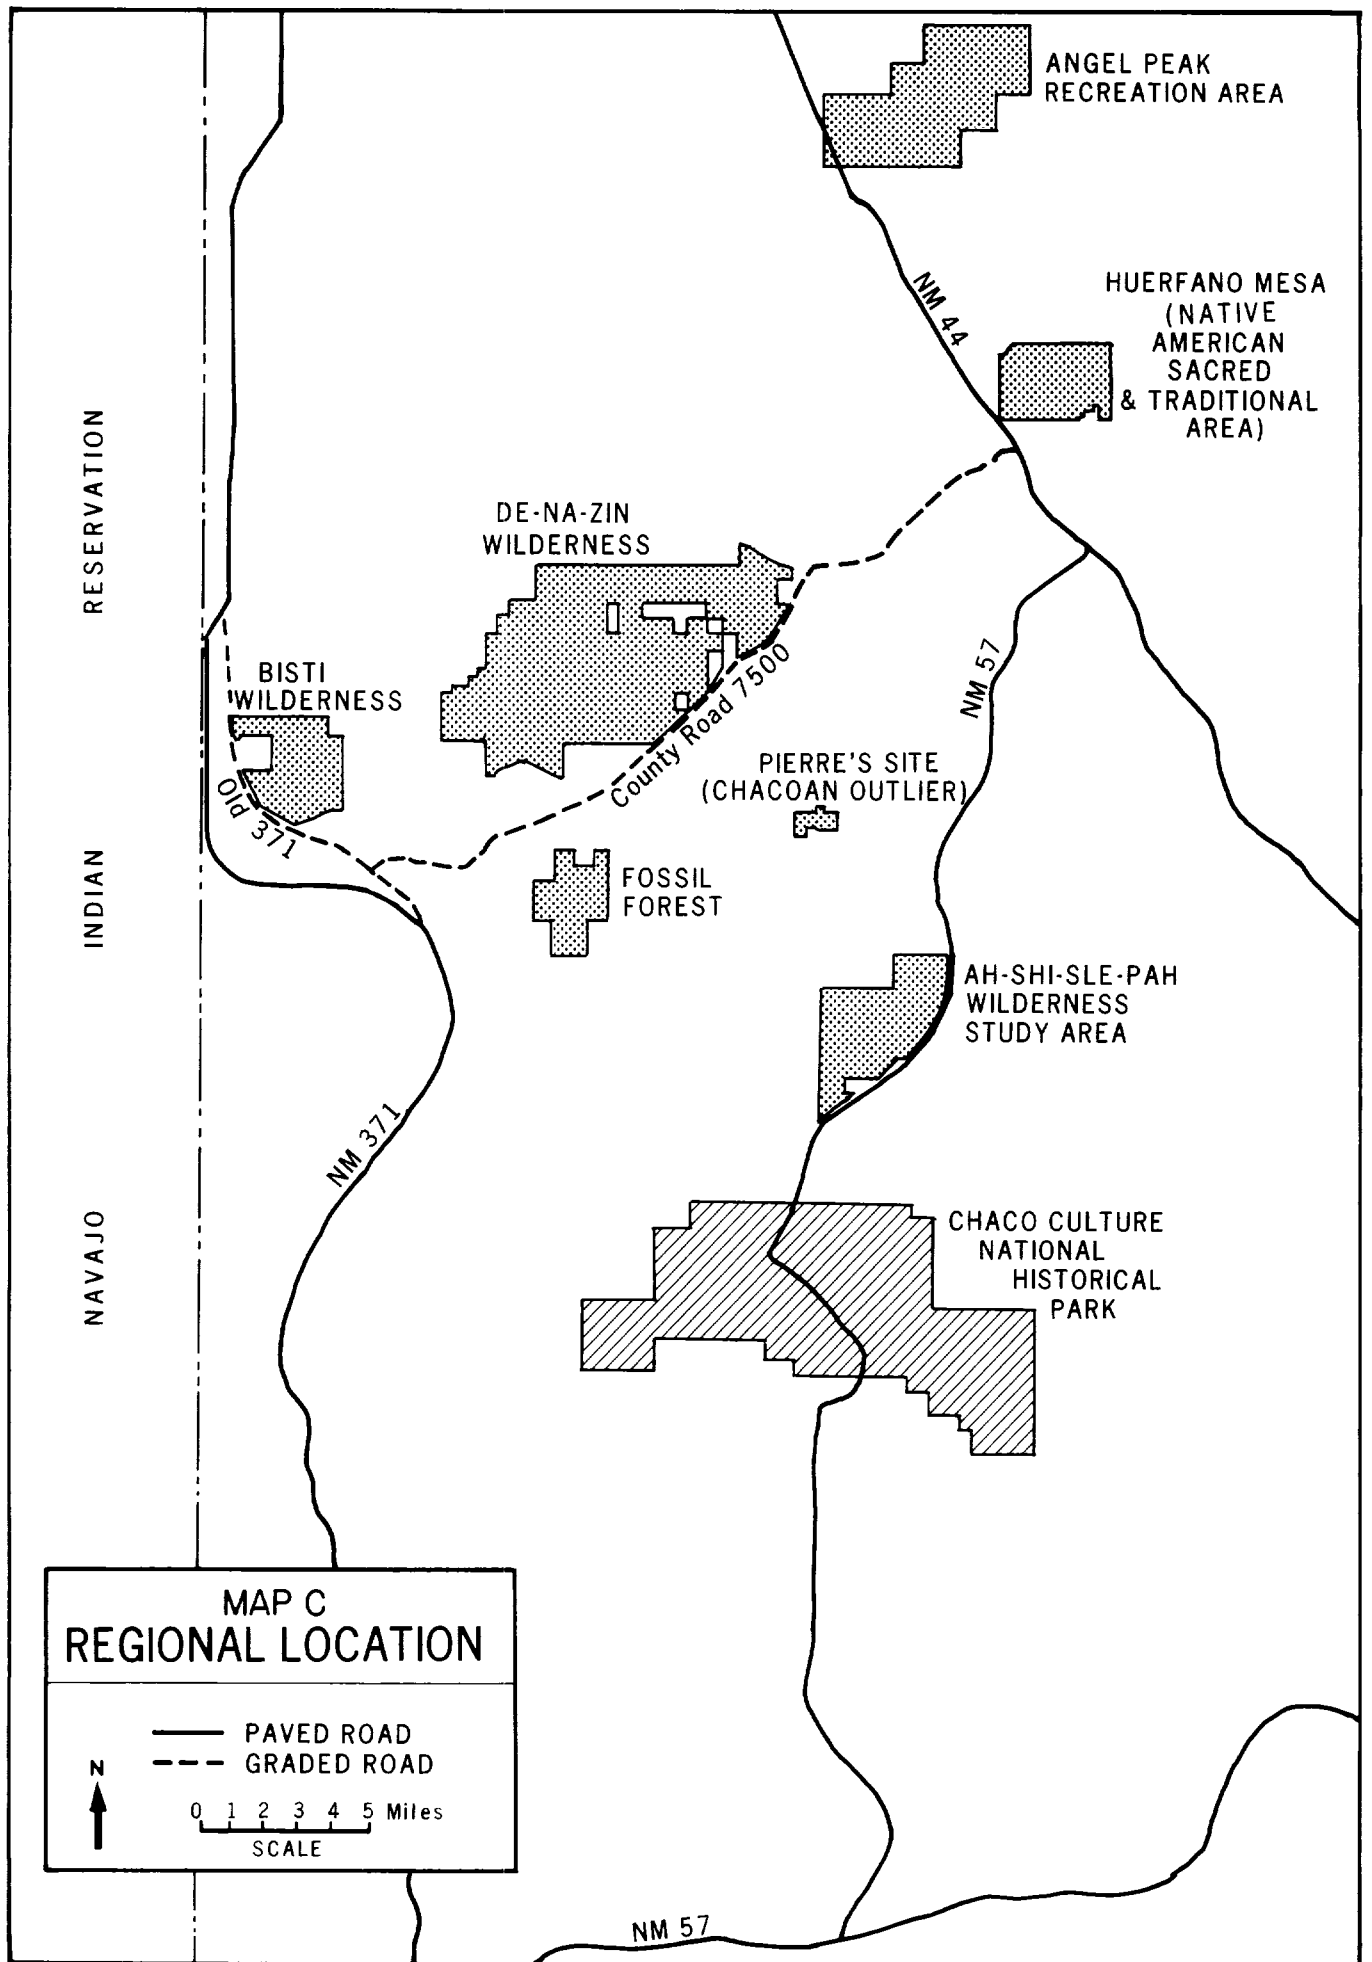 ANGEL PEAK
RECREATION AREA
NM 44
HUERFANO MESA
(NATIVE
AMERICAN
SACRED
& TRADITIONAL
AREA)
RESERVATION
DE-NA-ZIN
WILDERNESS
BISTI
WILDERNESS
NM 57
County Road 7500
Old 371
PIERRE'S SITE
(CHACOAN OUTLIER)
INDIAN
FOSSIL
FOREST
AH-SHI-SLE-PAH
WILDERNESS
STUDY AREA
NM 371
NAVAJO
CHACO CULTURE
NATIONAL
HISTORICAL
PARK
MAP C
REGIONAL LOCATION
PAVED ROAD
GRADED ROAD
N
0 1 2 3 4 5 Miles
SCALE
NM 57